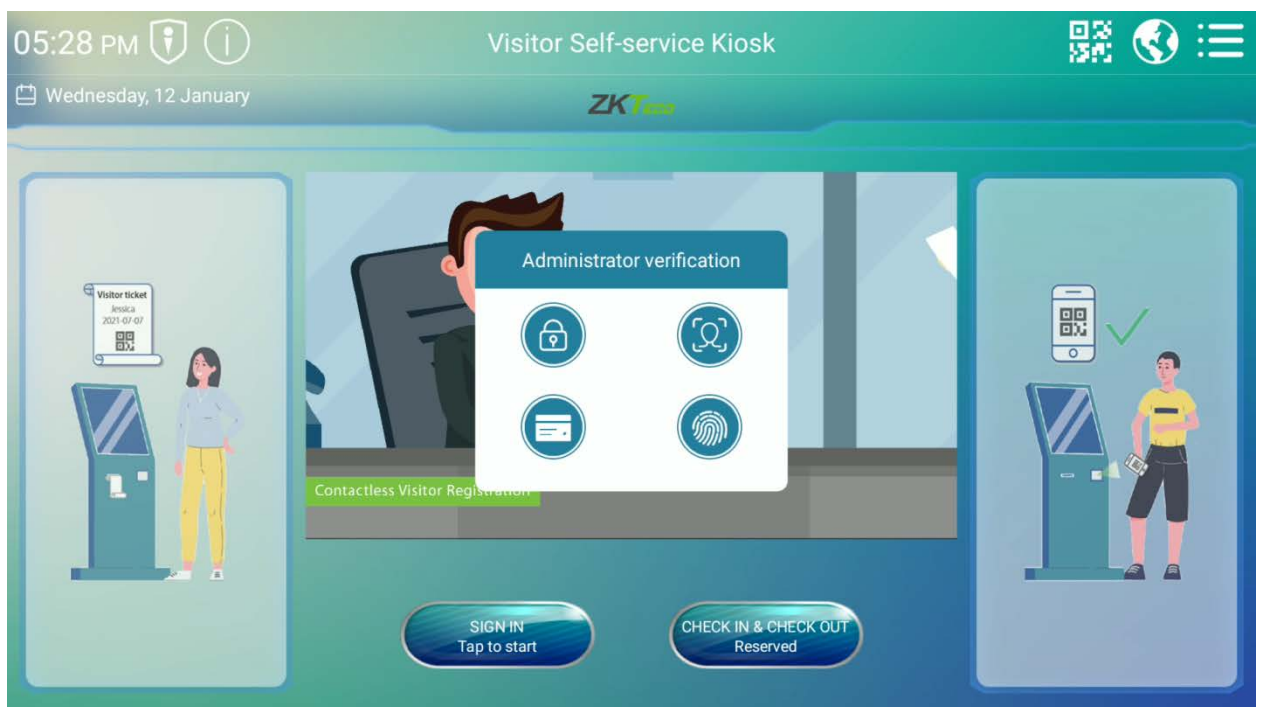 05:28 PM
Visitor Self-service Kiosk
Wednesday, 12 January
ZKTeco
Administrator verification
Visitor ticket
Jessica
2021-07-07
Contactless Visitor Registration
SIGN IN
Tap to start
CHECK IN & CHECK OUT
Reserved